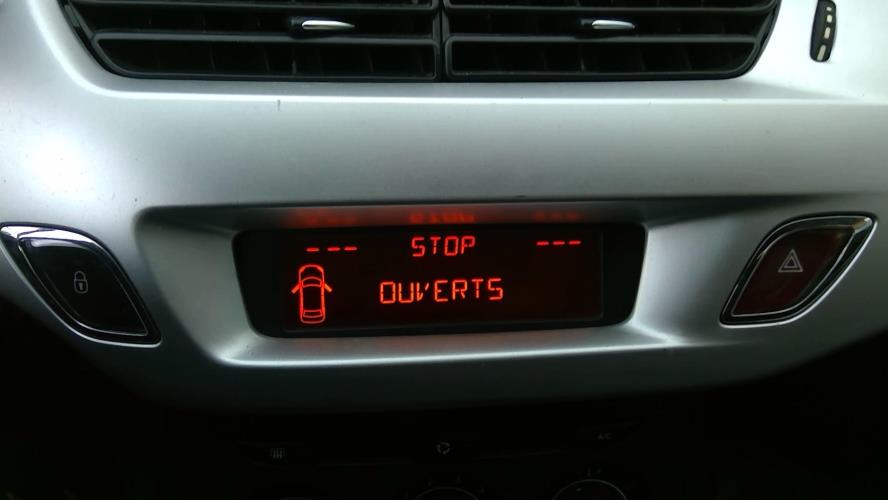 --- STOP ---
OUVERTS
A/C